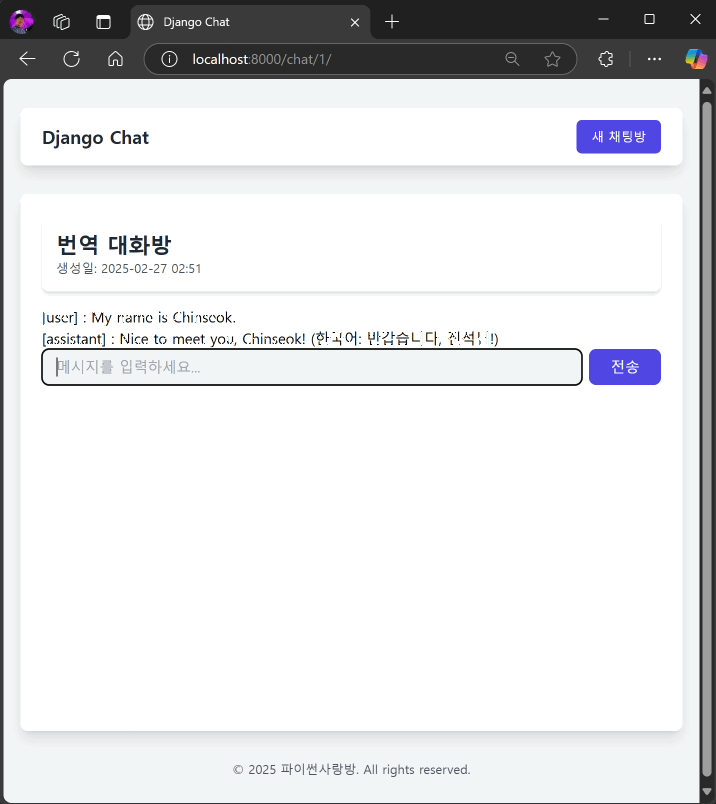 Django Chat
localhost:8000/chat/1/
Django Chat
새 채팅방
번역 대화방
생성일: 2025-02-27 02:51
[user] : My name is Chinseok.
[assistant] : Nice to meet you, Chinseok! (한국어: 반갑습니다, 진석님!)
메시지를 입력하세요...
전송
© 2025 파이썬사랑방. All rights reserved.